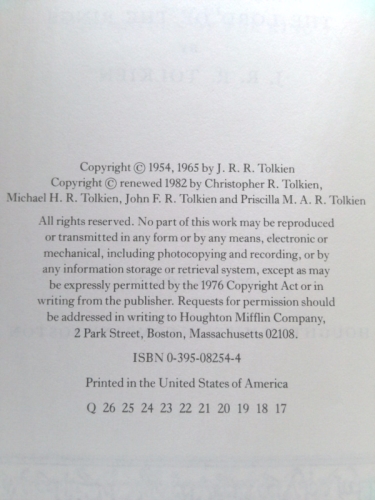 Copyright © 1954, 1965 by J. R. R. Tolkien
Copyright © renewed 1982 by Christopher R. Tolkien,
Michael H. R. Tolkien, John F. R. Tolkien and Priscilla M. A. R. Tolkien
All rights reserved. No part of this work may be reproduced
or transmitted in any form or by any means, electronic or
mechanical, including photocopying and recording, or by
any information storage or retrieval system, except as may
be expressly permitted by the 1976 Copyright Act or in
writing from the publisher. Requests for permission should
be addressed in writing to Houghton Mifflin Company,
2 Park Street, Boston, Massachusetts 02108.
ISBN 0-395-08254-4
Printed in the United States of America
Q 26 25 24 23 22 21 20 19 18 17